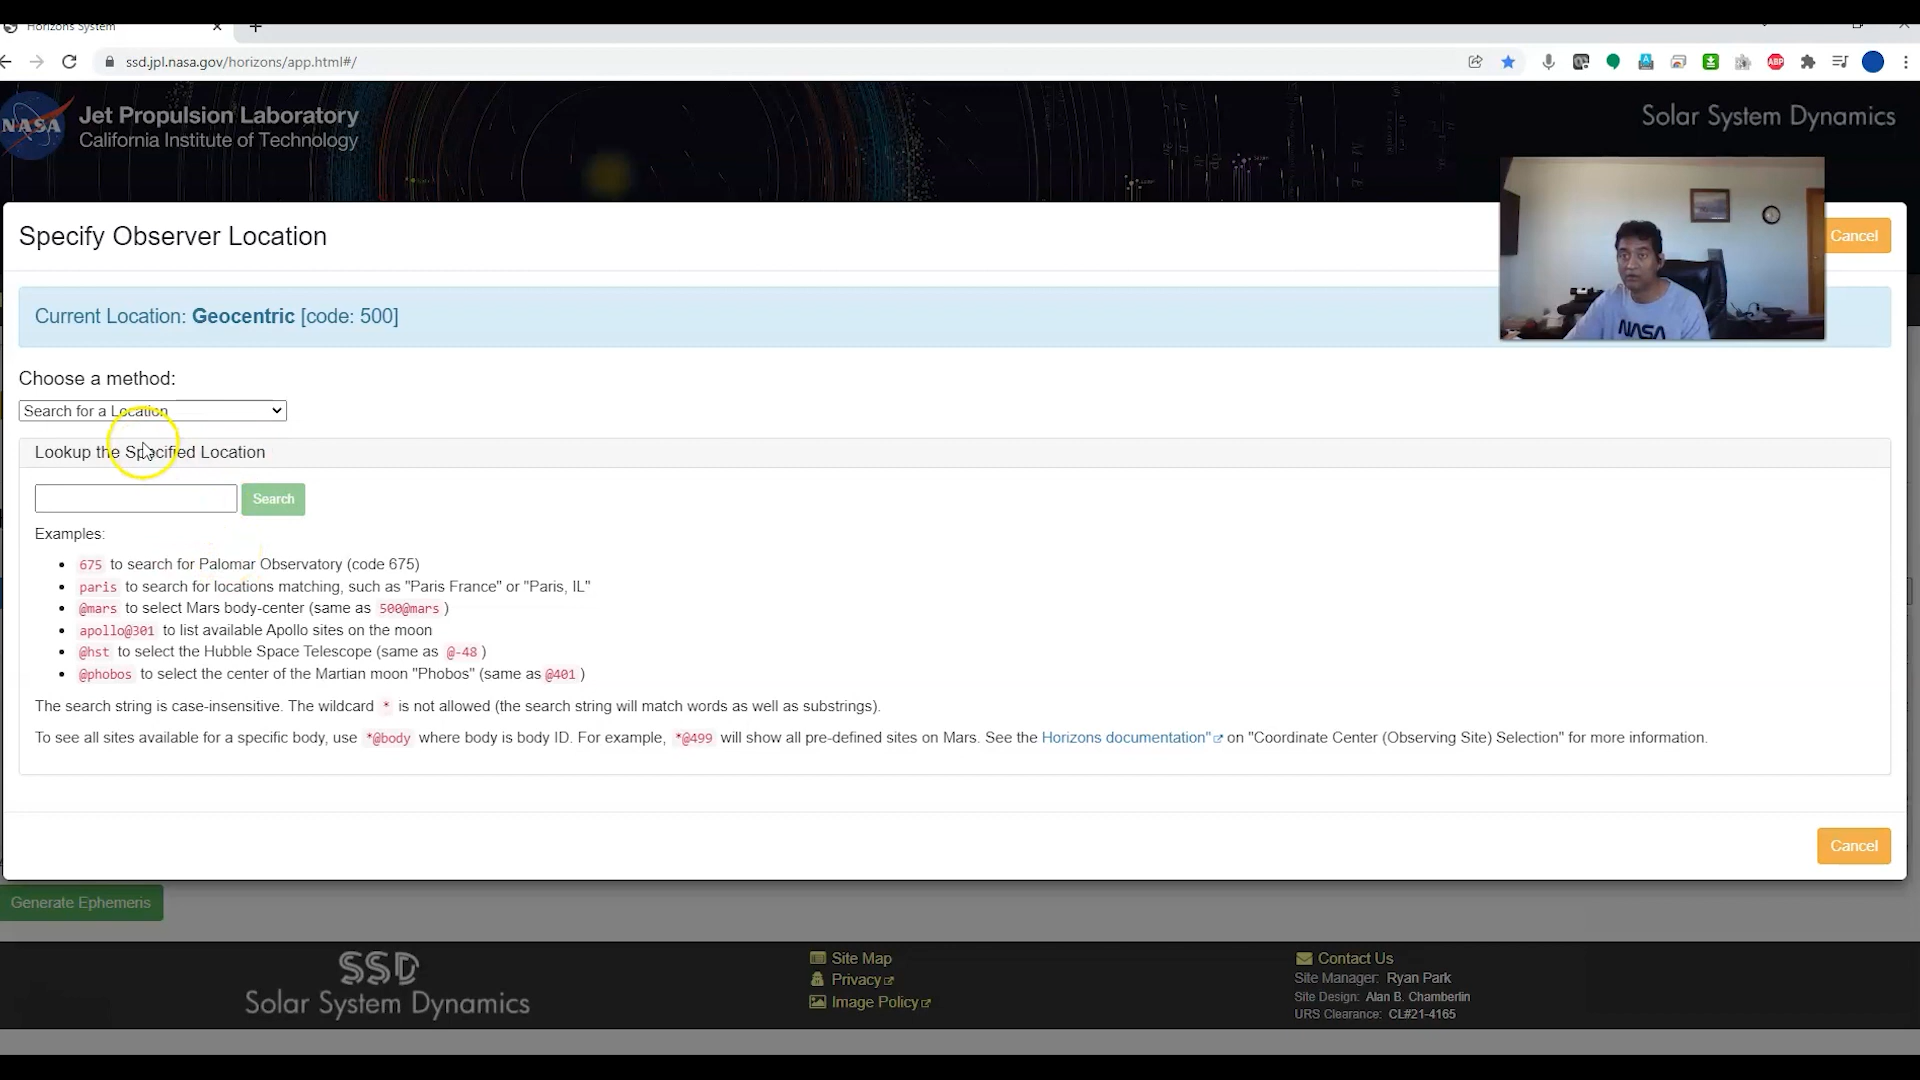 Horizons System
ssd.jpl.nasa.gov/horizons/app.html#/
NASA
Jet Propulsion Laboratory
California Institute of Technology
Solar System Dynamics
Specify Observer Location
Cancel
Current Location: Geocentric [code: 500]
NASA
Choose a method:
Search for a Location
Lookup the Specified Location
Search
Examples:
675 to search for Palomar Observatory (code 675)
paris to search for locations matching, such as "Paris France" or "Paris, IL"
@mars to select Mars body-center (same as 500@mars )
apollo@301 to list available Apollo sites on the moon
@hst to select the Hubble Space Telescope (same as @-48 )
@phobos to select the center of the Martian moon "Phobos" (same as @401 )
The search string is case-insensitive. The wildcard * is not allowed (the search string will match words as well as substrings).
To see all sites available for a specific body, use *@body where body is body ID. For example, *@499 will show all pre-defined sites on Mars. See the Horizons documentation" on "Coordinate Center (Observing Site) Selection" for more information.
Cancel
Generate Ephemeris
SSD
Solar System Dynamics
Site Map
Privacy
Image Policy
Contact Us
Site Manager: Ryan Park
Site Design: Alan B. Chamberlin
URS Clearance: CL#21-4165